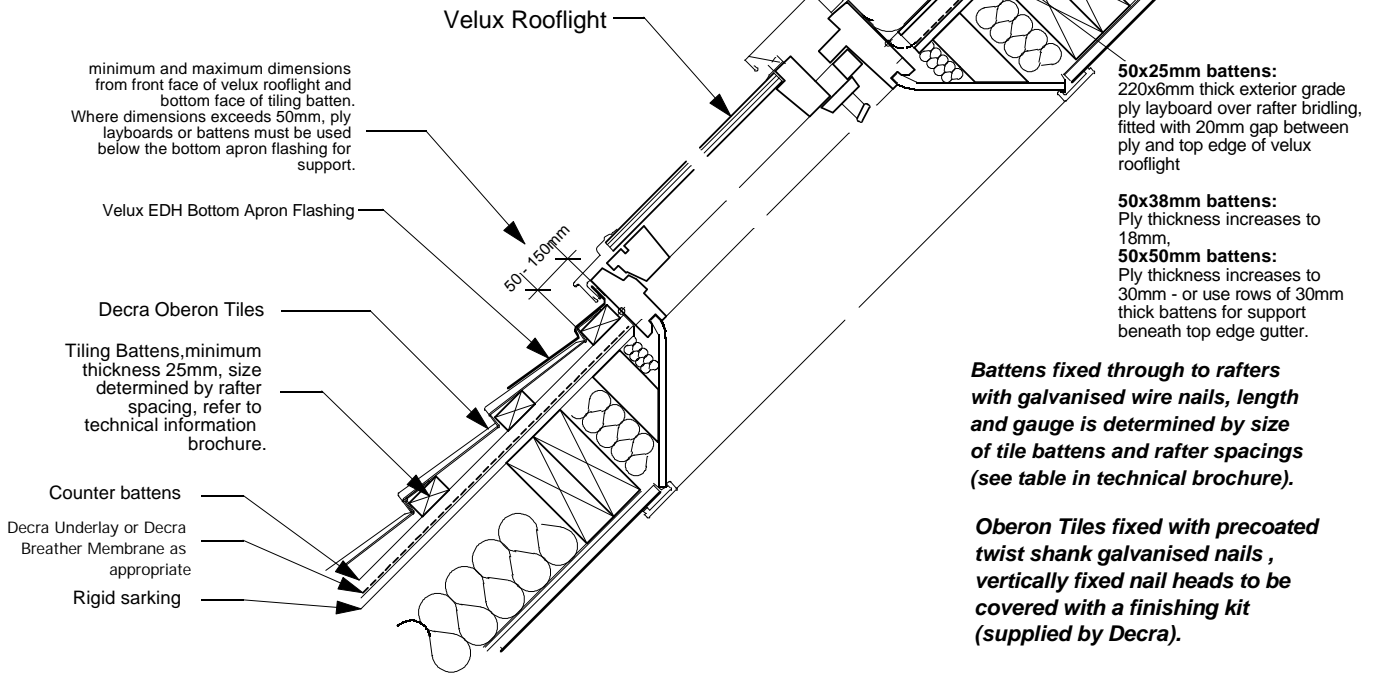 Velux Rooflight
minimum and maximum dimensions
from front face of velux rooflight and
bottom face of tiling batten.
Where dimensions exceeds 50mm, ply
layboards or battens must be used
below the bottom apron flashing for
support.
Velux EDH Bottom Apron Flashing
50 - 150mm
Decra Oberon Tiles
Tiling Battens,minimum
thickness 25mm, size
determined by rafter
spacing, refer to
technical information
brochure.
Counter battens
Decra Underlay or Decra
Breather Membrane as
appropriate
Rigid sarking
50x25mm battens:
220x6mm thick exterior grade
ply layboard over rafter bridling,
fitted with 20mm gap between
ply and top edge of velux
rooflight
50x38mm battens:
Ply thickness increases to
18mm,
50x50mm battens:
Ply thickness increases to
30mm - or use rows of 30mm
thick battens for support
beneath top edge gutter.
Battens fixed through to rafters
with galvanised wire nails, length
and gauge is determined by size
of tile battens and rafter spacings
(see table in technical brochure).
Oberon Tiles fixed with precoated
twist shank galvanised nails ,
vertically fixed nail heads to be
covered with a finishing kit
(supplied by Decra).